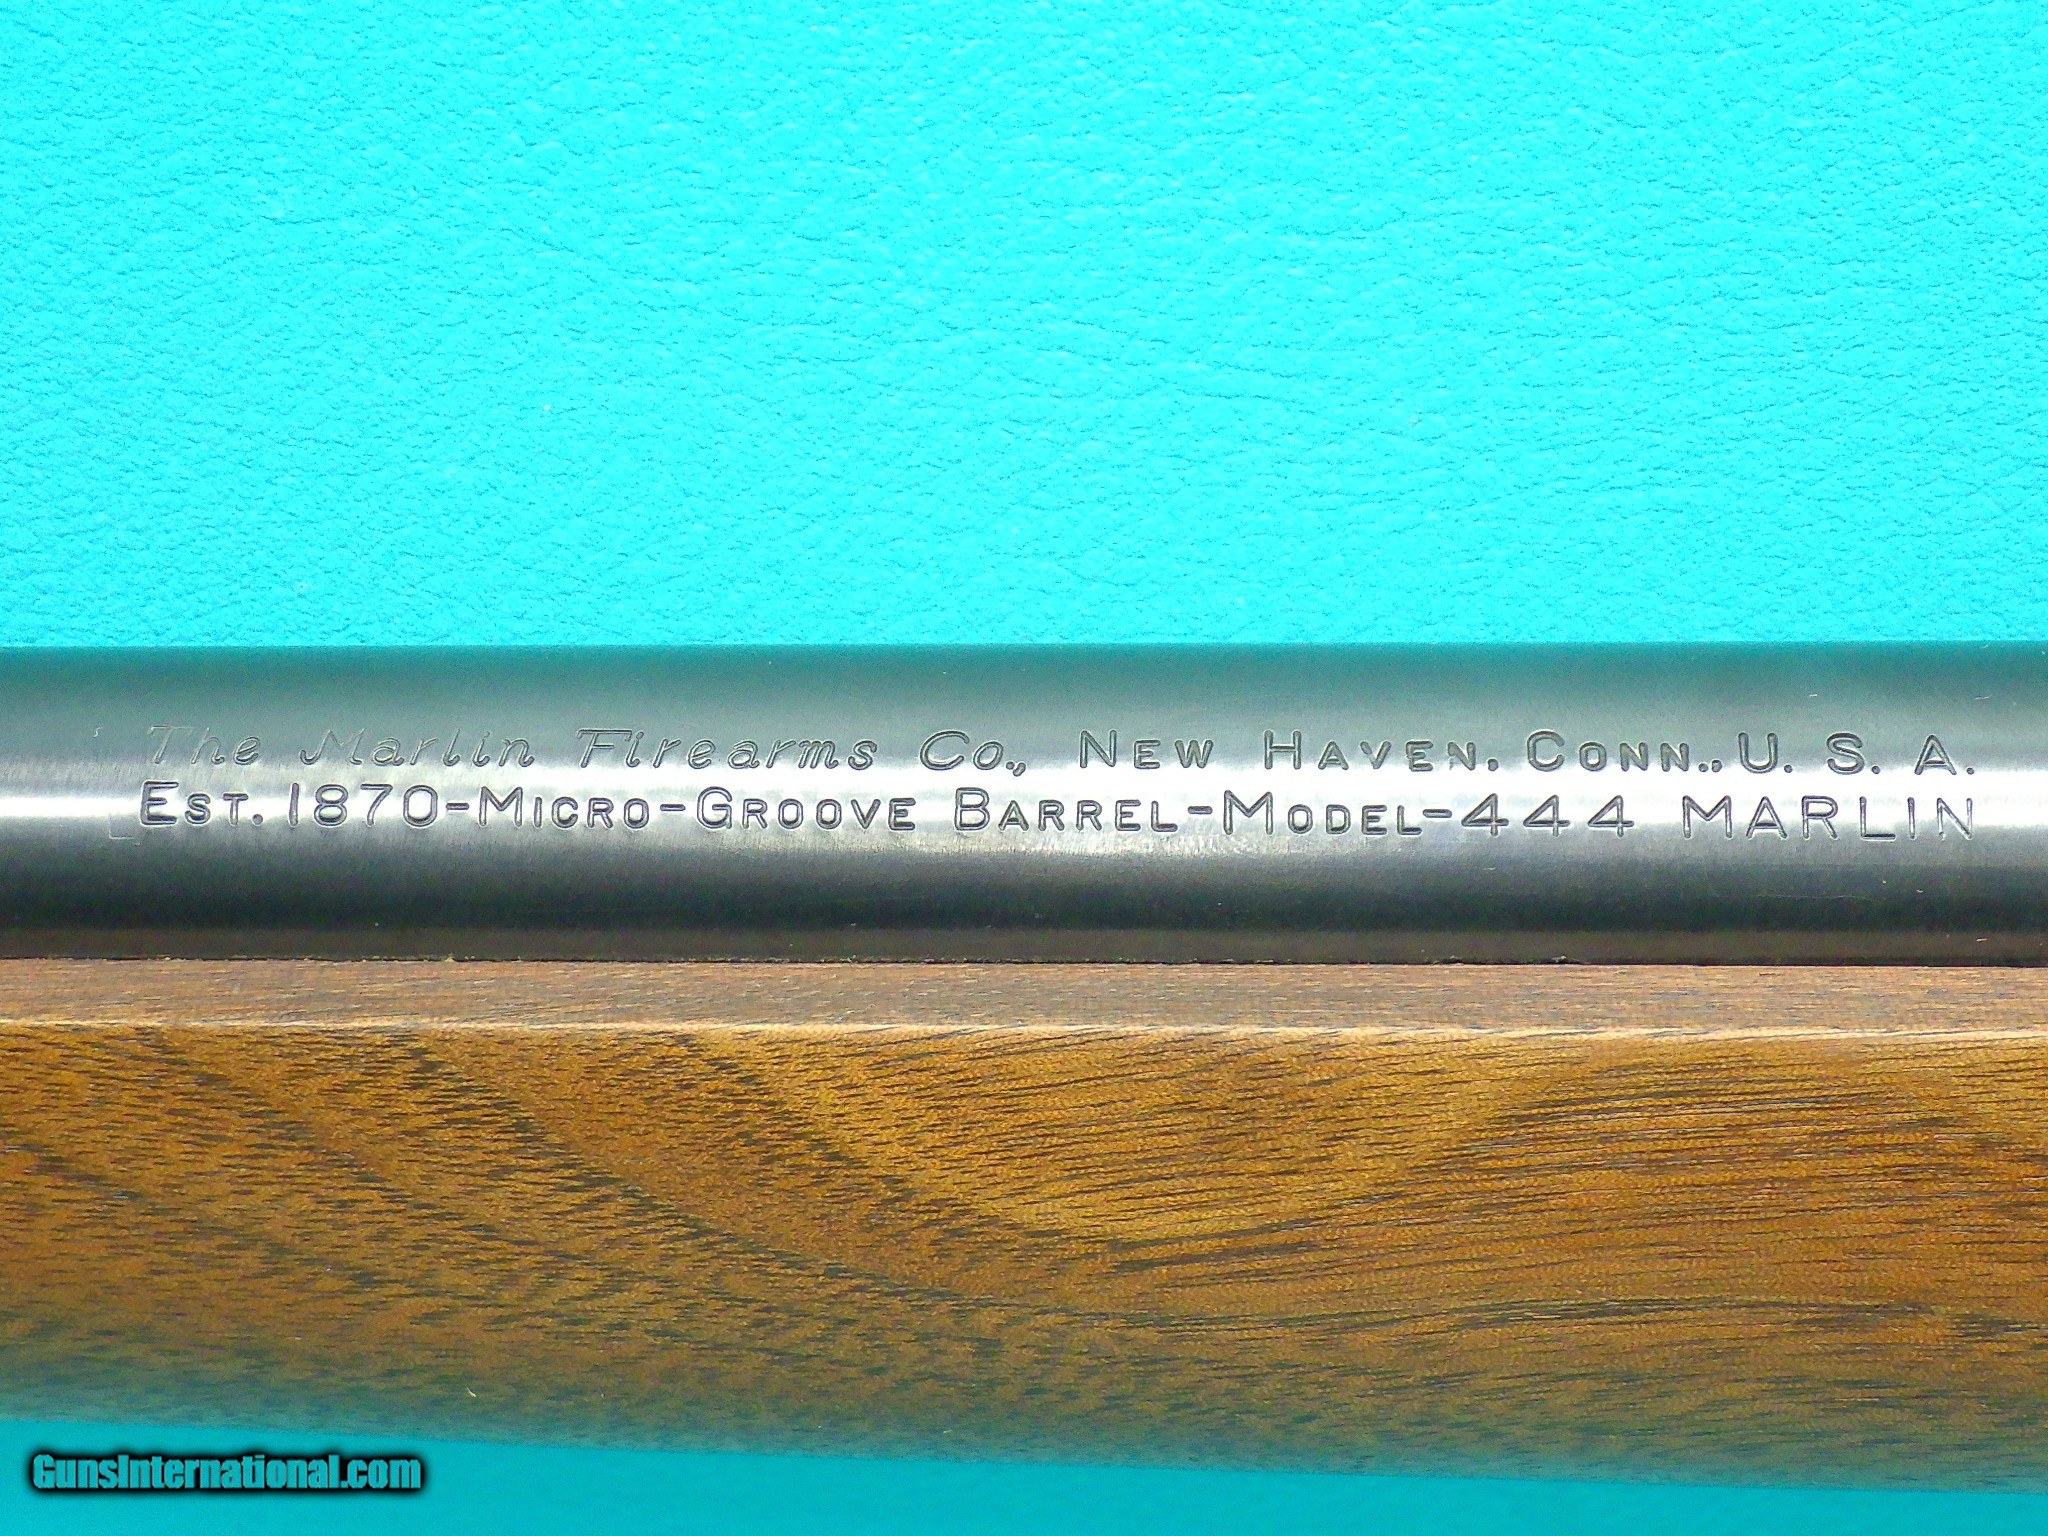 The Marlin Firearms Co., New Haven, Conn., U. S. A.
Est. 1870-Micro-Groove Barrel-Model-444 MARLIN
GunsInternational.com